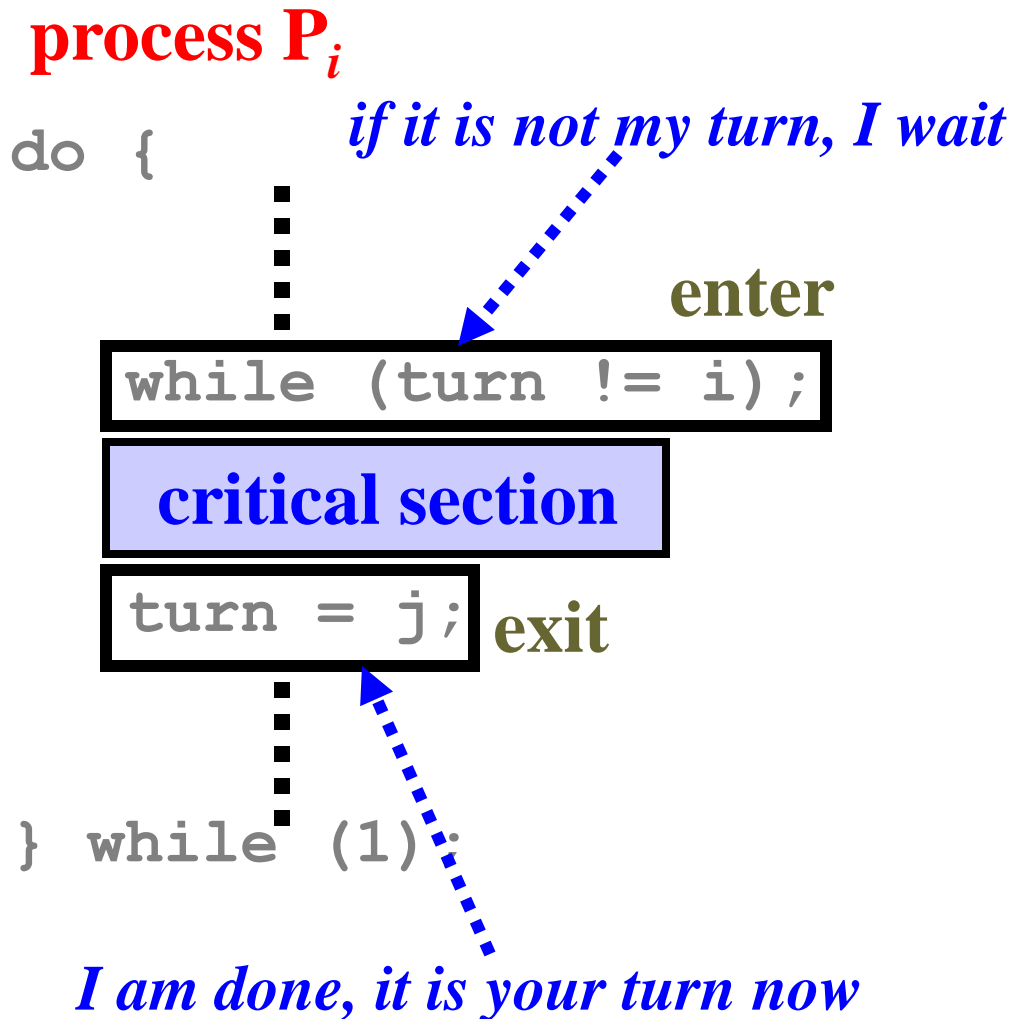 process Pi
if it is not my turn, I wait
do {
enter
while (turn != i);
critical section
turn = j;
exit
} while (1);
I am done, it is your turn now